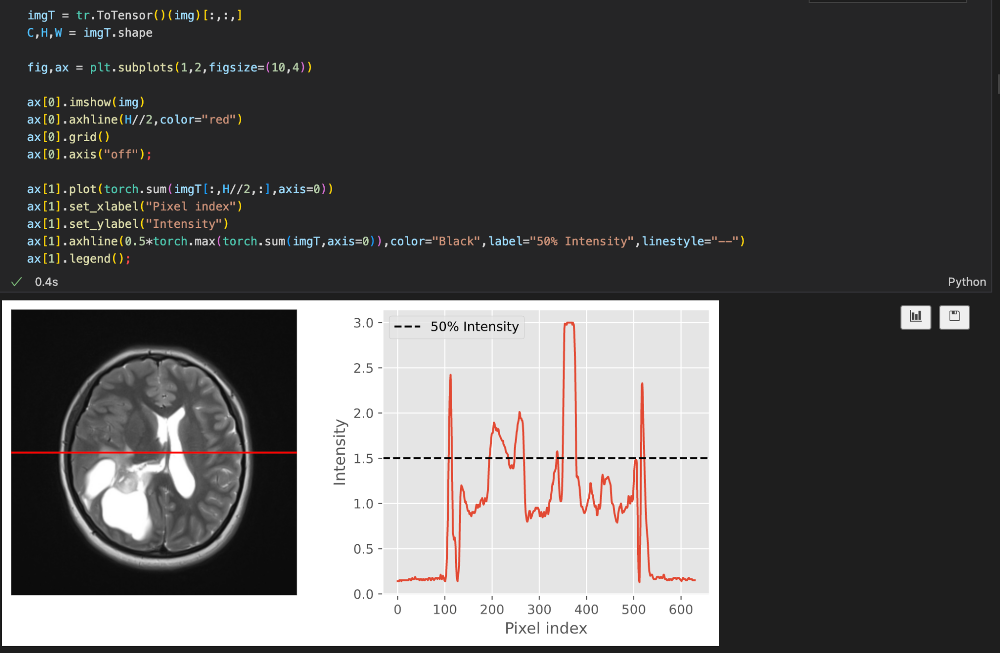 imgT = tr.ToTensor()(img)[:,:,]
C,H,W = imgT.shape
fig,ax = plt.subplots(1,2,figsize=(10,4))
ax[0].imshow(img)
ax[0].axhline(H//2,color="red")
ax[0].grid()
ax[0].axis("off");
ax[1].plot(torch.sum(imgT[:,H//2,:],axis=0))
ax[1].set_xlabel("Pixel index")
ax[1].set_ylabel("Intensity")
ax[1].axhline(0.5*torch.max(torch.sum(imgT,axis=0)),color="Black",label="50% Intensity",linestyle="--")
ax[1].legend();
0.4s
Python
50% Intensity
3.0
2.5
2.0
1.5
1.0
0.5
0.0
Intensity
0 100 200 300 400 500 600
Pixel index